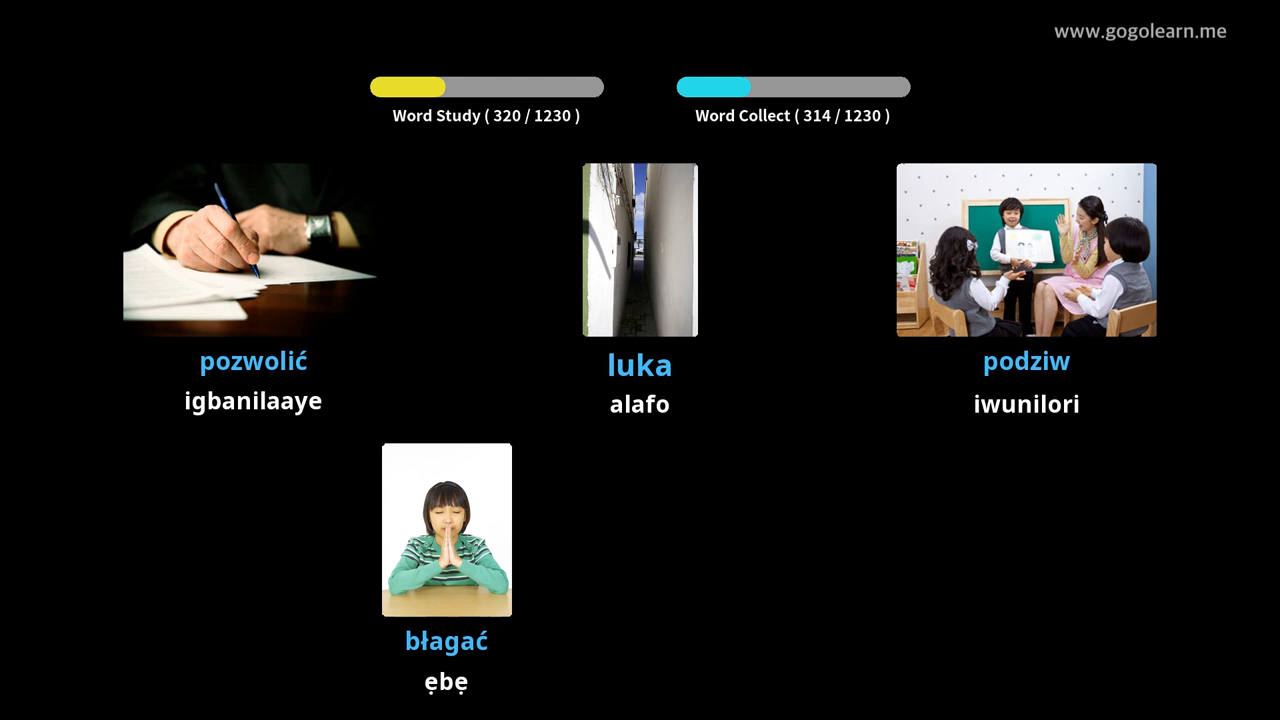 www.gogolearn.me
Word Study ( 320 / 1230 )
Word Collect ( 314 / 1230 )
pozwolić
igbanilaaye
luka
alafo
podziw
iwunilori
błagać
ẹbẹ